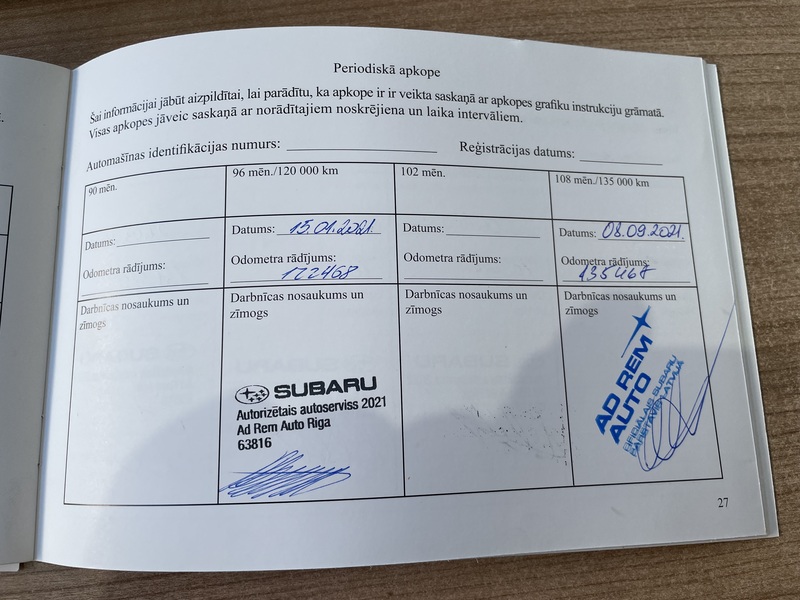 Periodiskā apkope
Šai informācijai jābūt aizpildītai, lai parādītu, ka apkope ir ir veikta saskaņā ar apkopes grafiku instrukciju grāmatā.
Visas apkopes jāveic saskaņā ar norādītajiem noskrējiena un laika intervāliem.
Automašīnas identifikācijas numurs:
Reģistrācijas datums:
90 mēn.
96 mēn./120 000 km
102 mēn.
108 mēn./135 000 km
Datums:
Datums: 15.01.2021.
Datums:
Datums: 08.09.2021.
Odometra rādījums:
Odometra rādījums: 122468
Odometra rādījums:
Odometra rādījums: 135467
Darbnīcas nosaukums un
zīmogs
Darbnīcas nosaukums un
zīmogs
Darbnīcas nosaukums un
zīmogs
Darbnīcas nosaukums un
zīmogs
SUBARU
Autorizētais autoserviss 2021
Ad Rem Auto Riga
63816
AD REM
AUTO
OFICIĀLAIS SUBARU
PĀRSTĀVIS LATVIJĀ
27